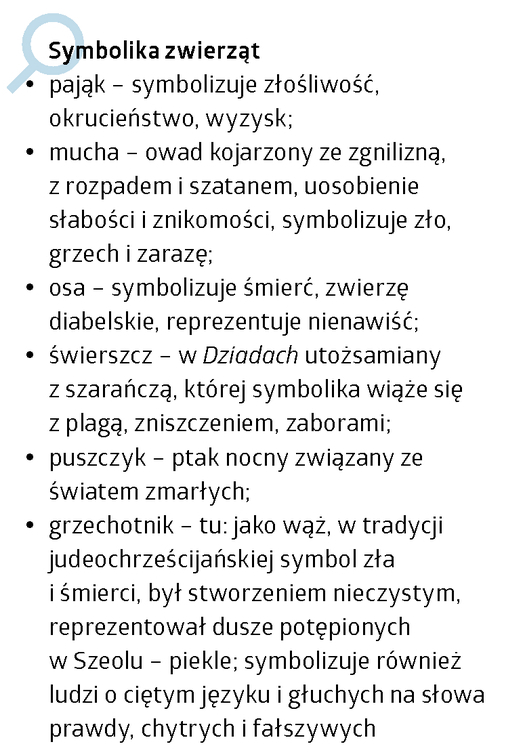 Symbolika zwierząt
• pająk – symbolizuje złośliwość,
okrucieństwo, wyzysk;
• mucha – owad kojarzony ze zgnilizną,
z rozpadem i szatanem, uosobienie
słabości i znikomości, symbolizuje zło,
grzech i zarazę;
• osa – symbolizuje śmierć, zwierzę
diabelskie, reprezentuje nienawiść;
• świerszcz – w Dziadach utożsamiany
z szarańczą, której symbolika wiąże się
z plagą, zniszczeniem, zaborami;
• puszczyk – ptak nocny związany ze
światem zmarłych;
• grzechotnik – tu: jako wąż, w tradycji
judeochrześcijańskiej symbol zła
i śmierci, był stworzeniem nieczystym,
reprezentował dusze potępionych
w Szeolu – piekle; symbolizuje również
ludzi o ciętym języku i głuchych na słowa
prawdy, chytrych i fałszywych